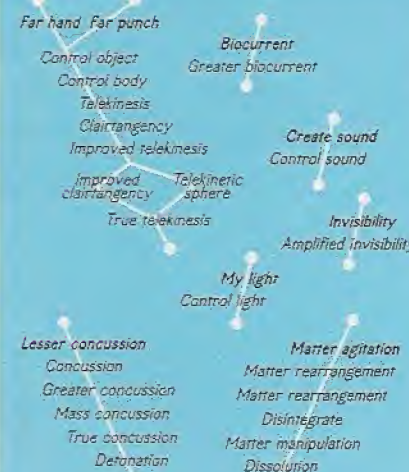 Far hand Far punch
Control object
Control body
Telekinesis
Clairtangency
Improved telekinesis
Improved
clairtangency
Telekinetic
sphere
True telekinesis
Biocurrent
Greater biocurrent
Create sound
Control sound
Invisibility
Amplified invisibility
My light
Control light
Lesser concussion
Concussion
Greater concussion
Mass concussion
True concussion
Detonation
Matter agitation
Matter rearrangement
Matter rearrangement
Disintegrate
Matter manipulation
Dissolution